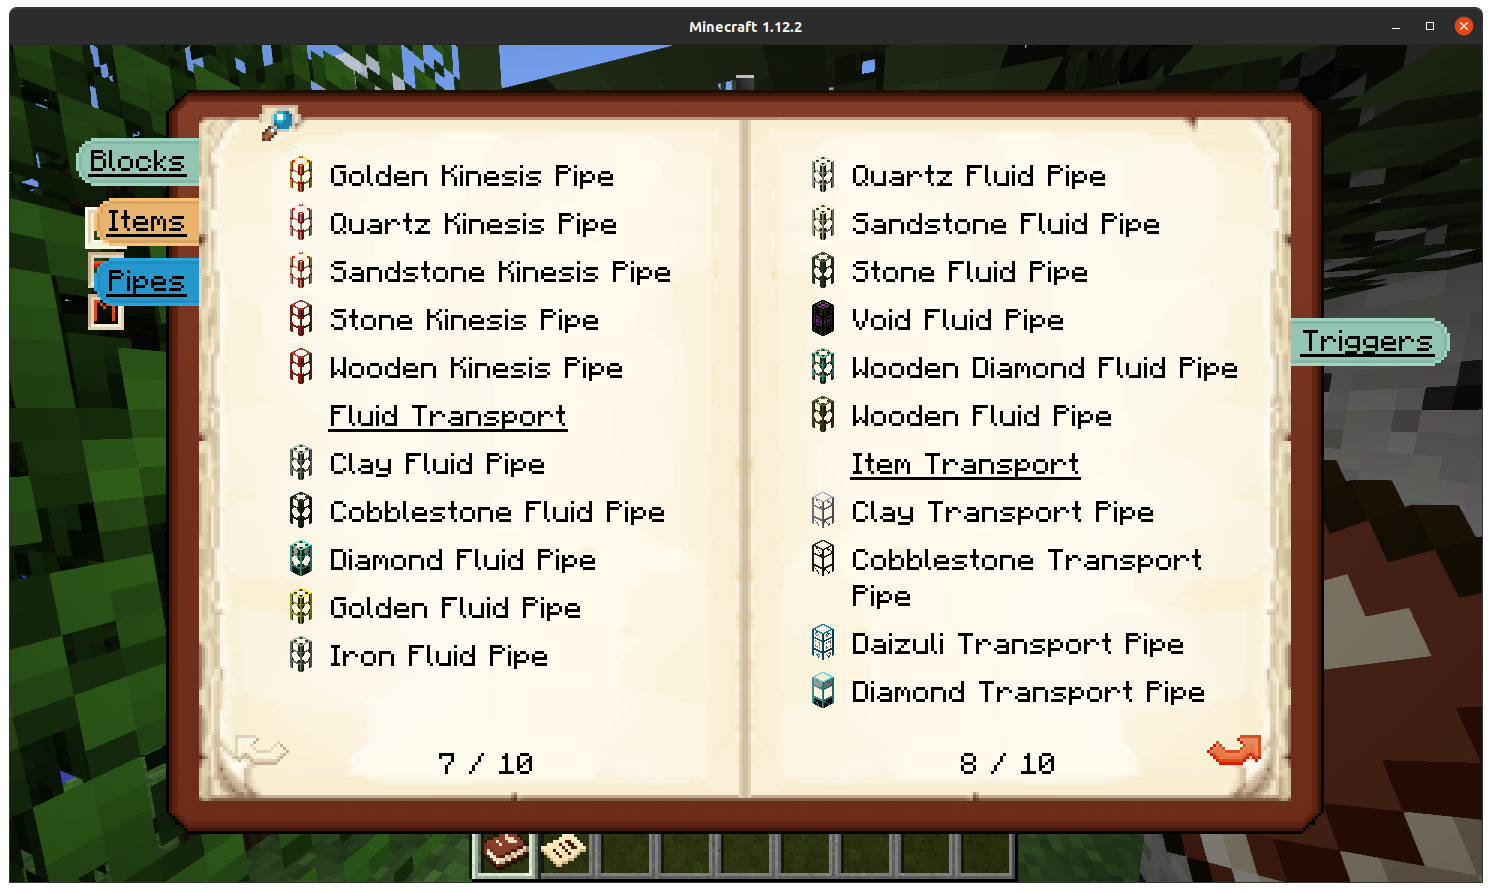 Minecraft 1.12.2
Blocks
Items
Pipes
Golden Kinesis Pipe
Quartz Kinesis Pipe
Sandstone Kinesis Pipe
Stone Kinesis Pipe
Wooden Kinesis Pipe
Fluid Transport
Clay Fluid Pipe
Cobblestone Fluid Pipe
Diamond Fluid Pipe
Golden Fluid Pipe
Iron Fluid Pipe
7 / 10
Quartz Fluid Pipe
Sandstone Fluid Pipe
Stone Fluid Pipe
Void Fluid Pipe
Wooden Diamond Fluid Pipe
Wooden Fluid Pipe
Item Transport
Clay Transport Pipe
Cobblestone Transport
Pipe
Daizuli Transport Pipe
Diamond Transport Pipe
8 / 10
Triggers